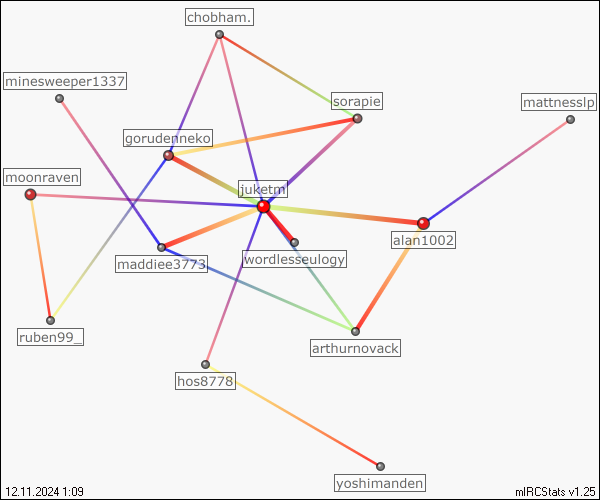 chobham.
minesweeper1337
sorapie
mattnesslp
gorudenneko
moonraven
juketm
alan1002
maddiee3773
wordlesseulogy
ruben99_
arthurnovack
hos8778
yoshimanden
12.11.2024 1:09
mIRCStats v1.25